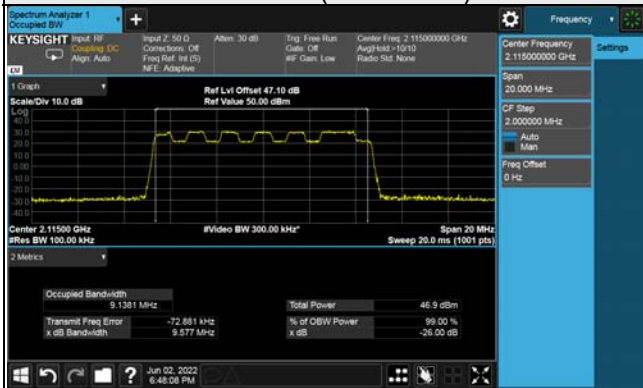 Spectrum Analyzer 1
Occupied BW
Frequency
KEYSIGHT
Input: RF
Coupling: DC
Align: Auto
Input Z: 50 Ω
Corrections: Off
Freq Ref: Int (S)
NFE: Adaptive
Atten: 30 dB
Trig: Free Run
Gate: Off
#IF Gain: Low
Center Freq: 2.115000000 GHz
Avg|Hold:>10/10
Radio Std: None
LXI
1 Graph
Scale/Div 10.0 dB
Ref Lvl Offset 47.10 dB
Ref Value 50.00 dBm
Log
40.0
30.0
20.0
10.0
0.00
-10.0
-20.0
-30.0
-40.0
Center 2.11500 GHz
#Res BW 100.00 kHz
#Video BW 300.00 kHz*
Span 20 MHz
Sweep 20.0 ms (1001 pts)
2 Metrics
Occupied Bandwidth
9.1381 MHz
Total Power 46.9 dBm
Transmit Freq Error -72.881 kHz
% of OBW Power 99.00 %
x dB Bandwidth 9.577 MHz
x dB -26.00 dB
Jun 02, 2022
6:48:08 PM
Center Frequency
2.115000000 GHz
Settings
Span
20.000 MHz
CF Step
2.000000 MHz
Auto
Man
Freq Offset
0 Hz